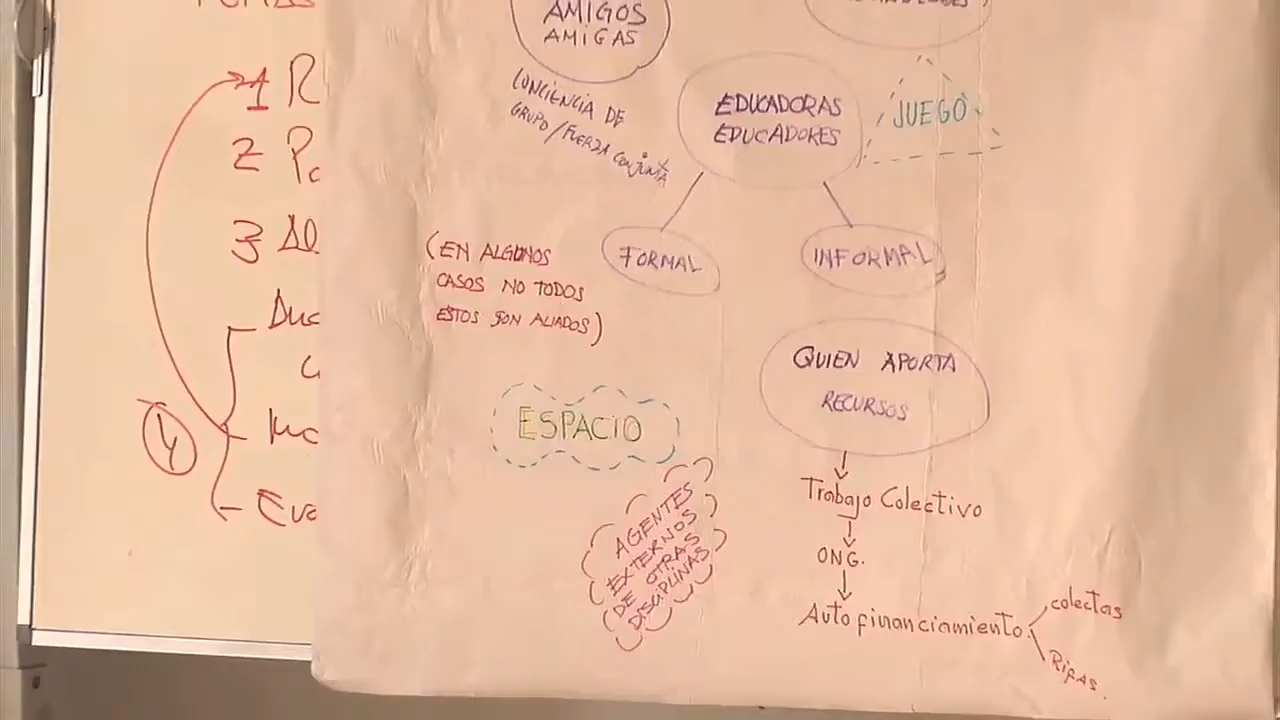 AMIGOS
AMIGAS
CONCIENCIA DE
GRUPO/FUERZA CONJUNTA
EDUCADORAS
EDUCADORES
JUEGO
FORMAL
INFORMAL
(EN ALGUNOS
CASOS NO TODOS
ESTOS SON ALIADOS)
QUIEN APORTA
RECURSOS
ESPACIO
AGENTES
EXTERNOS
DE OTRAS
DISCIPLINAS
Trabajo Colectivo
ONG.
Autofinanciamiento
colectas
Rifas.
1 R
2
3
4